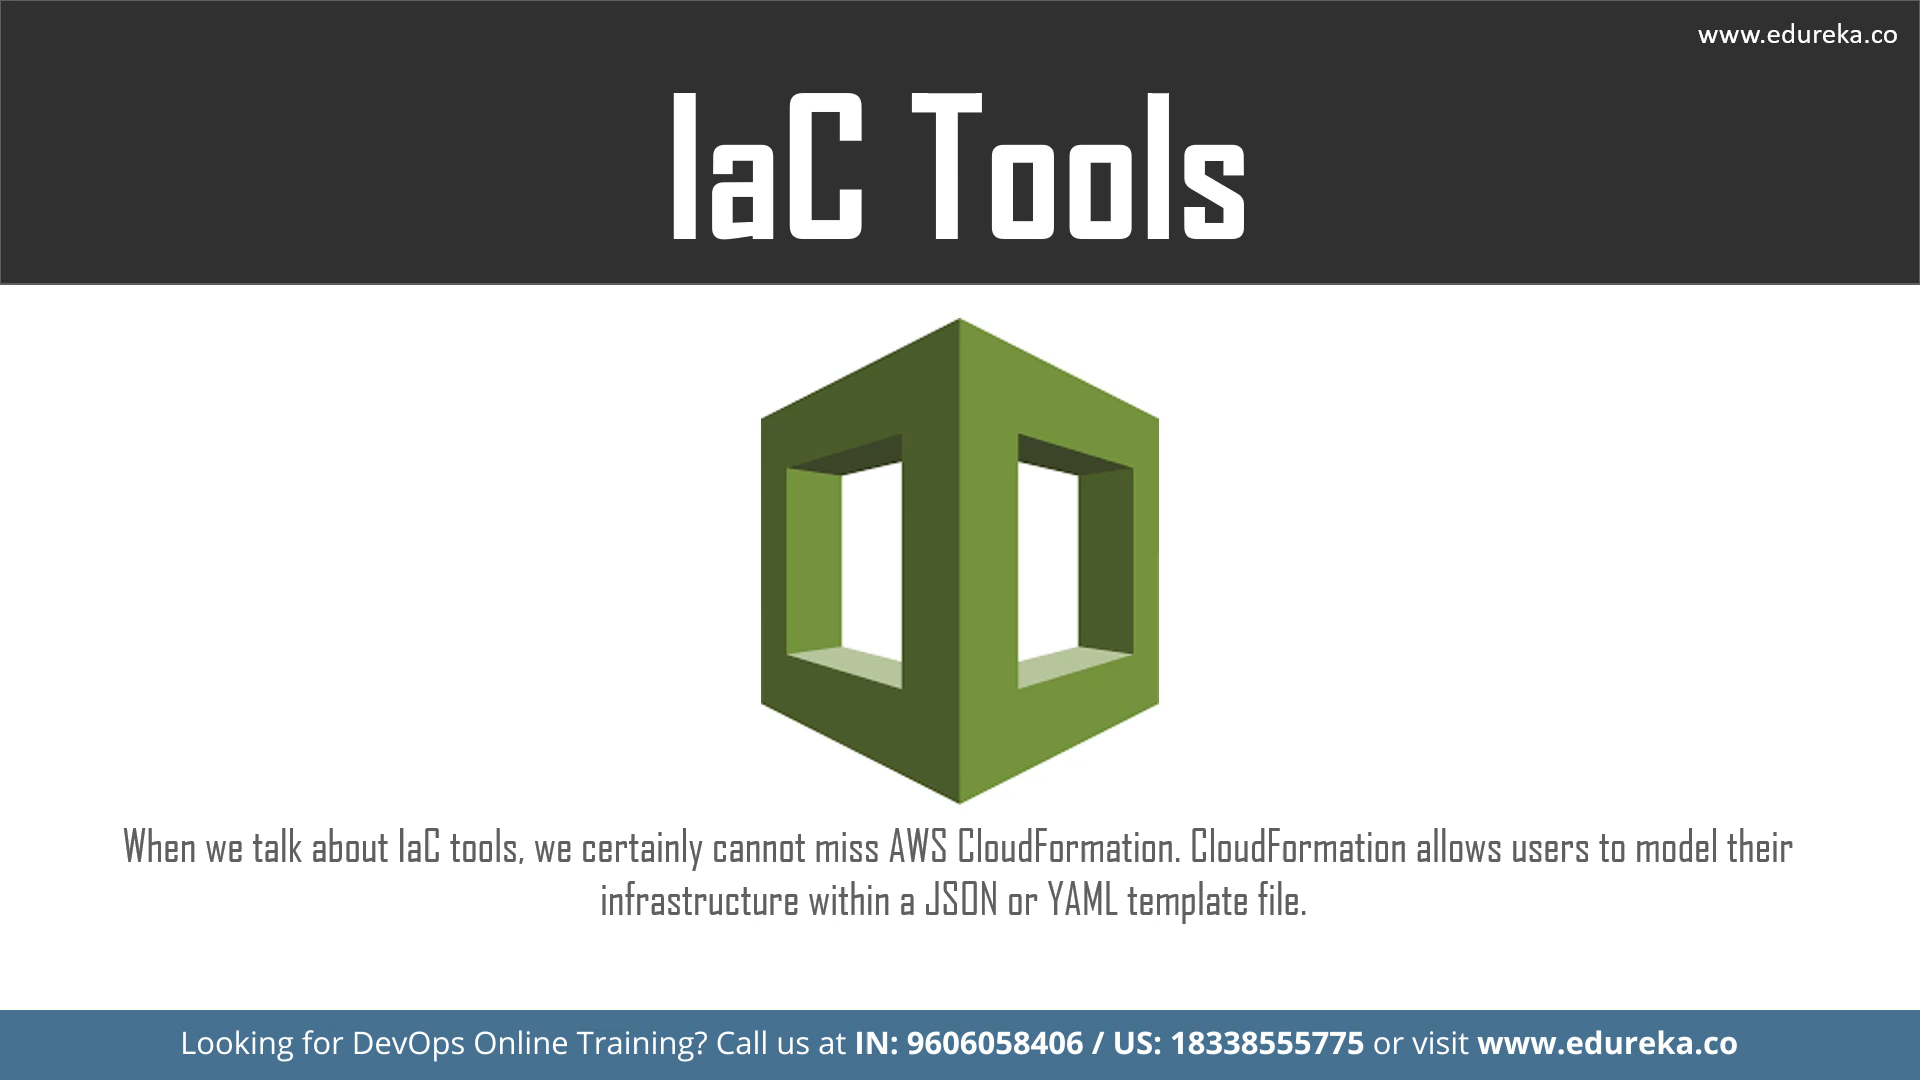 www.edureka.co
IaC Tools
When we talk about IaC tools, we certainly cannot miss AWS CloudFormation. CloudFormation allows users to model their
infrastructure within a JSON or YAML template file.
Looking for DevOps Online Training? Call us at IN: 9606058406 / US: 18338555775 or visit www.edureka.co